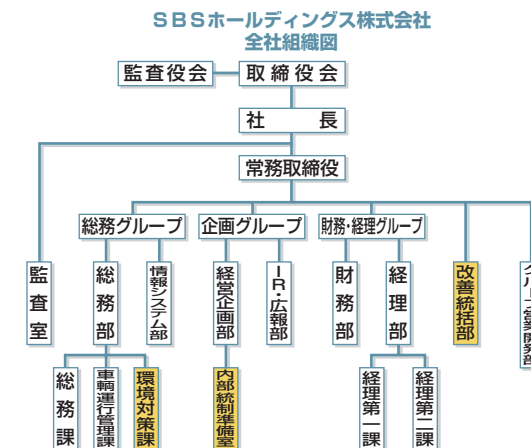 SBSホールディングス株式会社
全社組織図
監査役会
取締役会
社長
常務取締役
総務グループ
企画グループ
財務・経理グループ
監査室
総務部
情報システム部
経営企画部
IR・広報部
財務部
経理部
改善統括部
総務課
車輌運行管理課
環境対策課
内部統制準備室
経理第一課
経理第二課